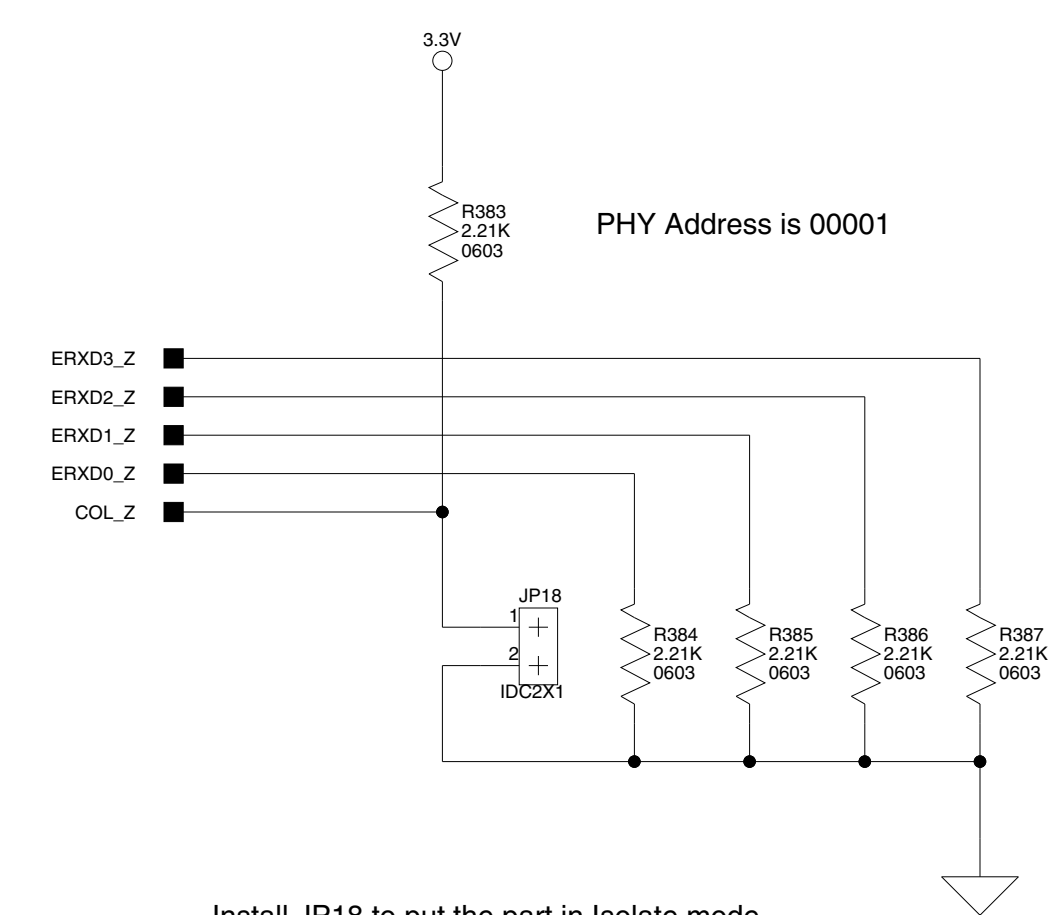 3.3V
R383
2.21K
0603
PHY Address is 00001
ERXD3_Z
ERXD2_Z
ERXD1_Z
ERXD0_Z
COL_Z
JP18
1
2
IDC2X1
R384
2.21K
0603
R385
2.21K
0603
R386
2.21K
0603
R387
2.21K
0603
Install JP18 to put the part in Isolate mode